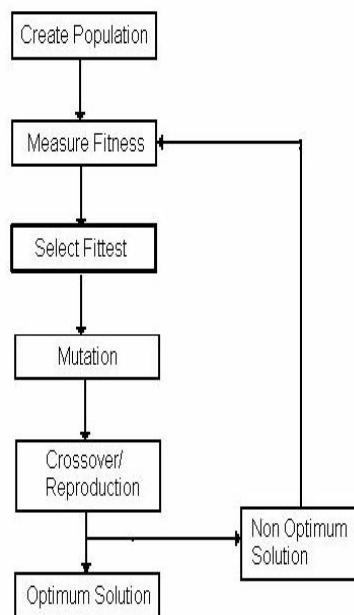 Create Population
Measure Fitness
Select Fittest
Mutation
Crossover/
Reproduction
Non Optimum
Solution
Optimum Solution